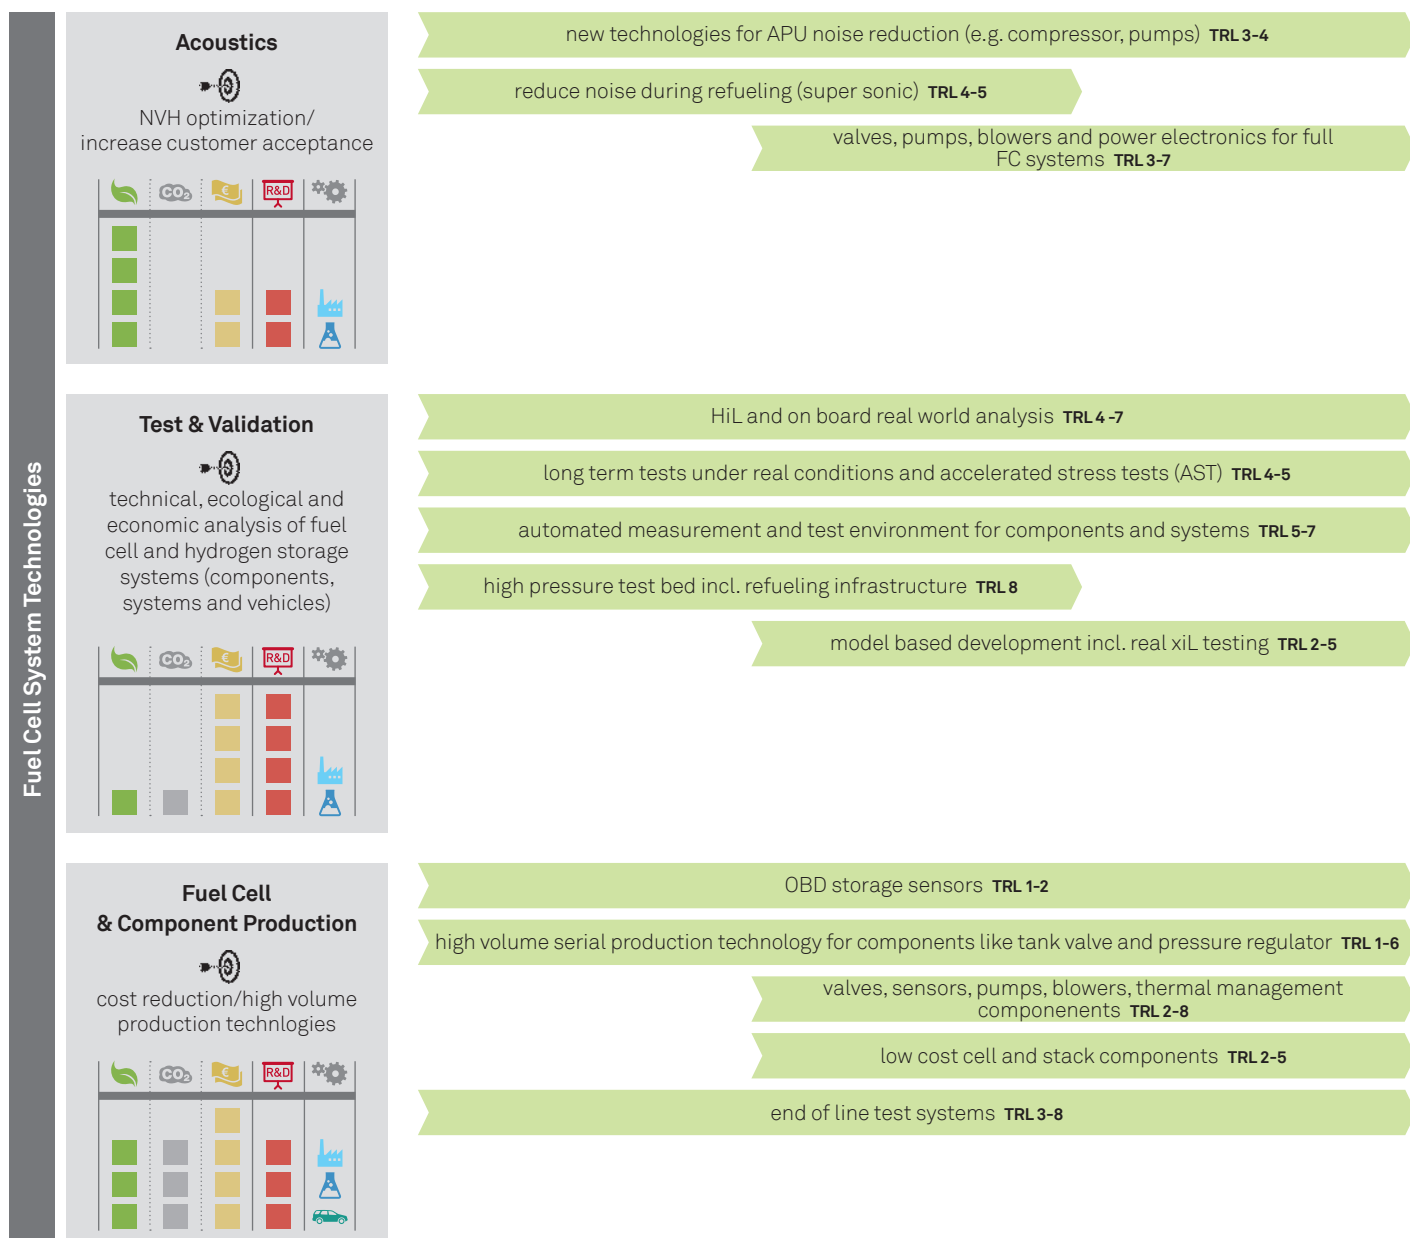 Fuel Cell System Technologies
Acoustics
NVH optimization/
increase customer acceptance
CO2
€
R&D
new technologies for APU noise reduction (e.g. compressor, pumps) TRL 3-4
reduce noise during refueling (super sonic) TRL 4-5
valves, pumps, blowers and power electronics for full
FC systems TRL 3-7
Test & Validation
technical, ecological and
economic analysis of fuel
cell and hydrogen storage
systems (components,
systems and vehicles)
CO2
€
R&D
HiL and on board real world analysis TRL 4 -7
long term tests under real conditions and accelerated stress tests (AST) TRL 4-5
automated measurement and test environment for components and systems TRL 5-7
high pressure test bed incl. refueling infrastructure TRL 8
model based development incl. real xiL testing TRL 2-5
Fuel Cell
& Component Production
cost reduction/high volume
production technlogies
CO2
€
R&D
OBD storage sensors TRL 1-2
high volume serial production technology for components like tank valve and pressure regulator TRL 1-6
valves, sensors, pumps, blowers, thermal management
componenents TRL 2-8
low cost cell and stack components TRL 2-5
end of line test systems TRL 3-8